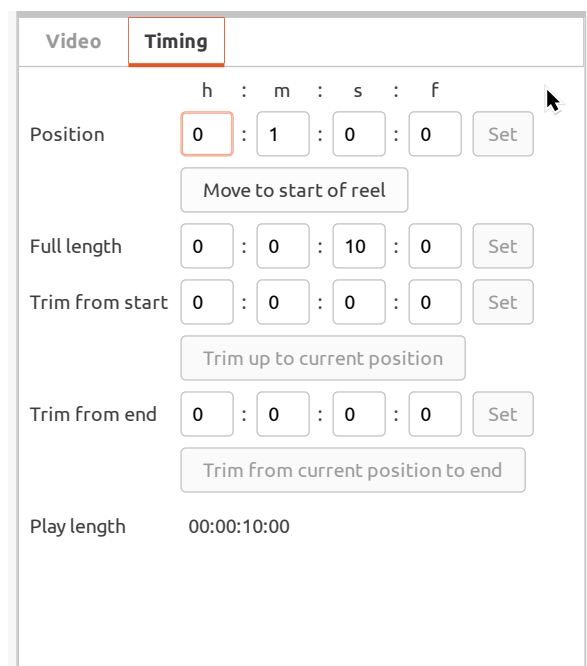 Video Timing
h : m : s : f
Position 0 : 1 : 0 : 0 Set
Move to start of reel
Full length 0 : 0 : 10 : 0 Set
Trim from start 0 : 0 : 0 : 0 Set
Trim up to current position
Trim from end 0 : 0 : 0 : 0 Set
Trim from current position to end
Play length 00:00:10:00